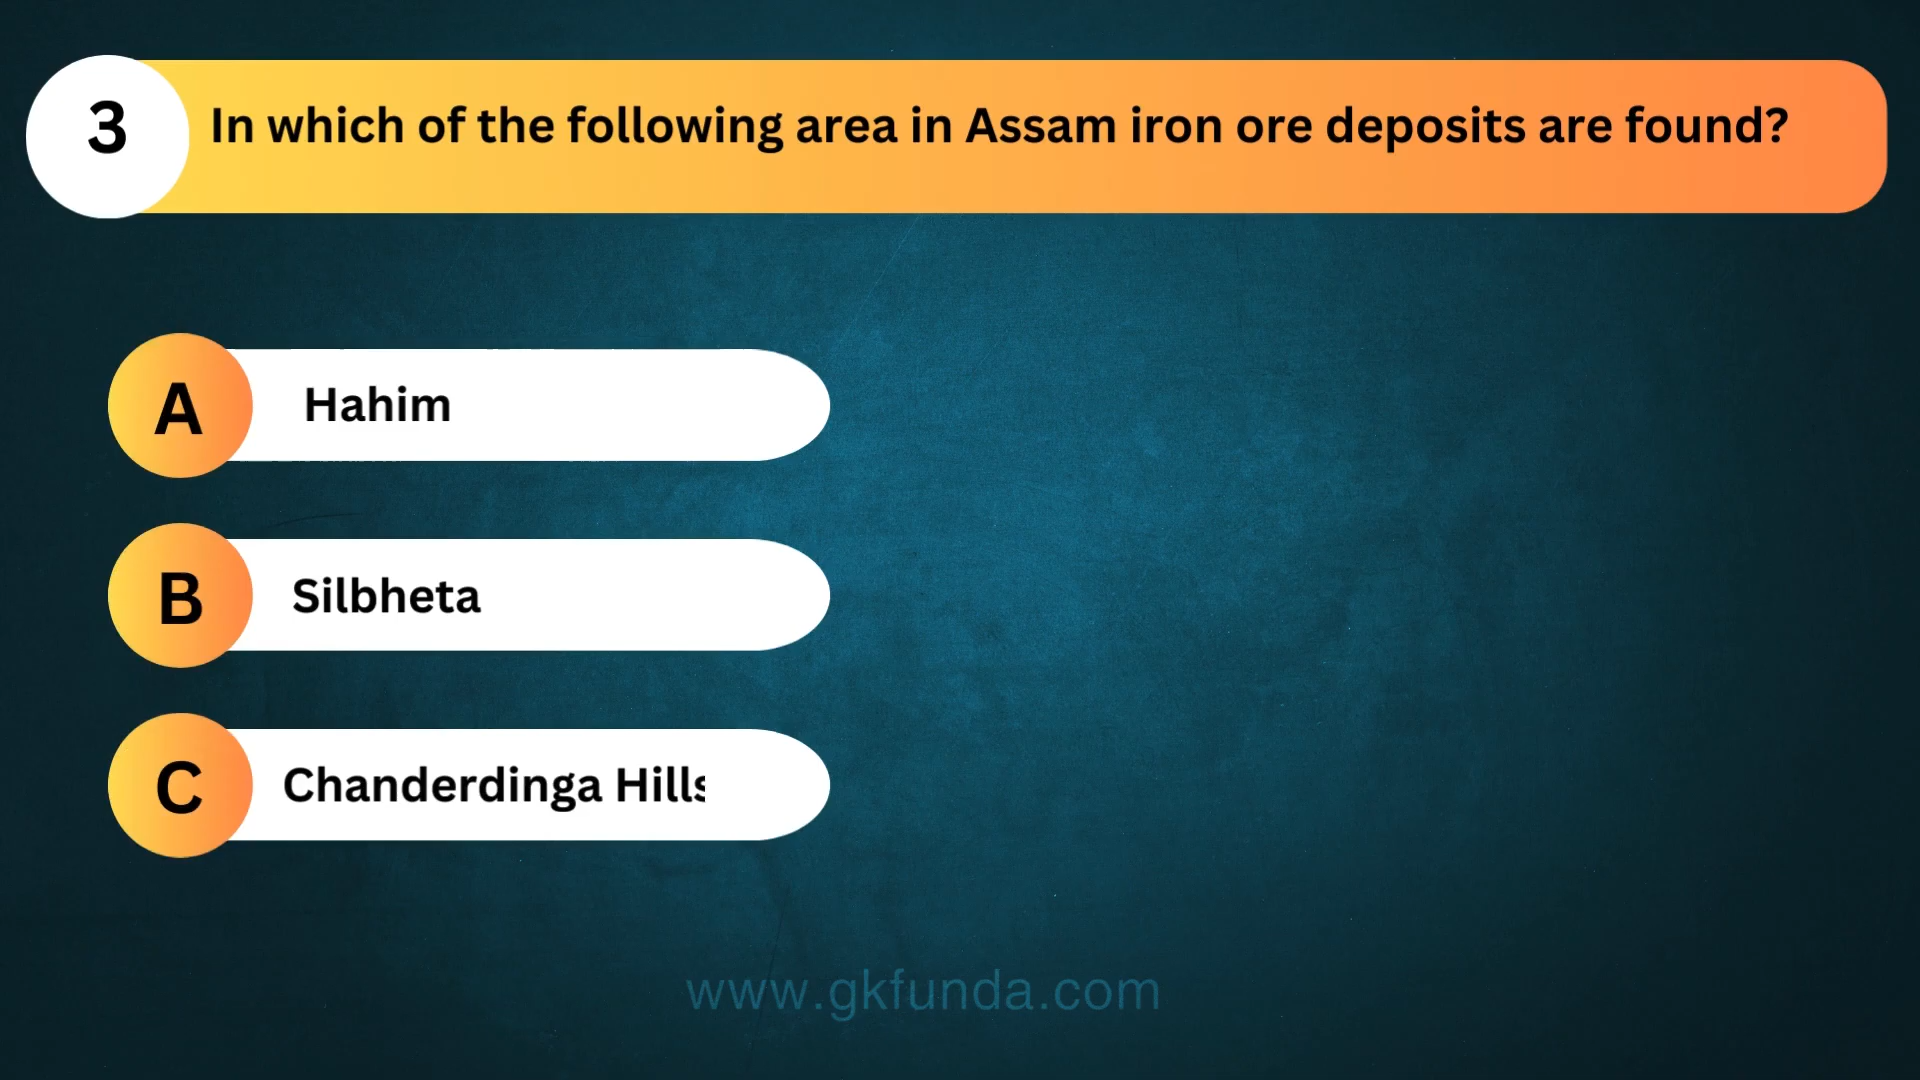 3
In which of the following area in Assam iron ore deposits are found?
A
Hahim
B
Silbheta
C
Chanderdinga Hills
www.gkfunda.com